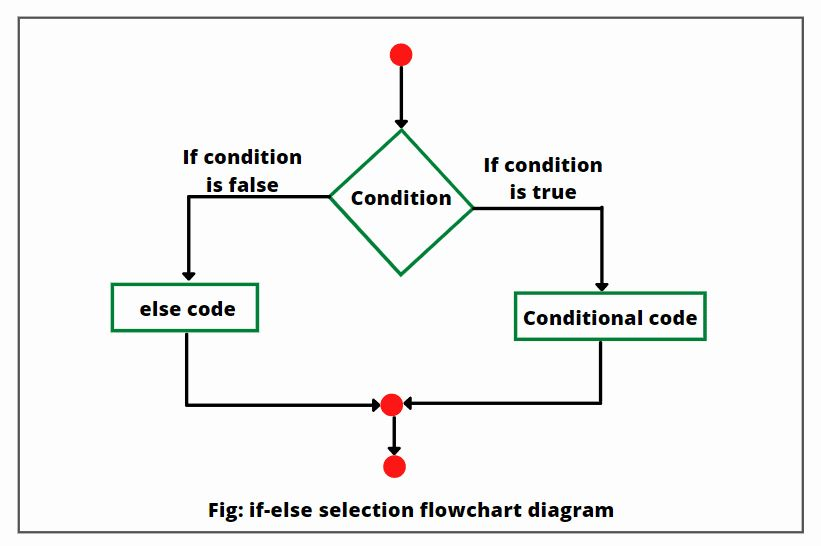 If condition
is false
Condition
If condition
is true
else code
Conditional code
Fig: if-else selection flowchart diagram